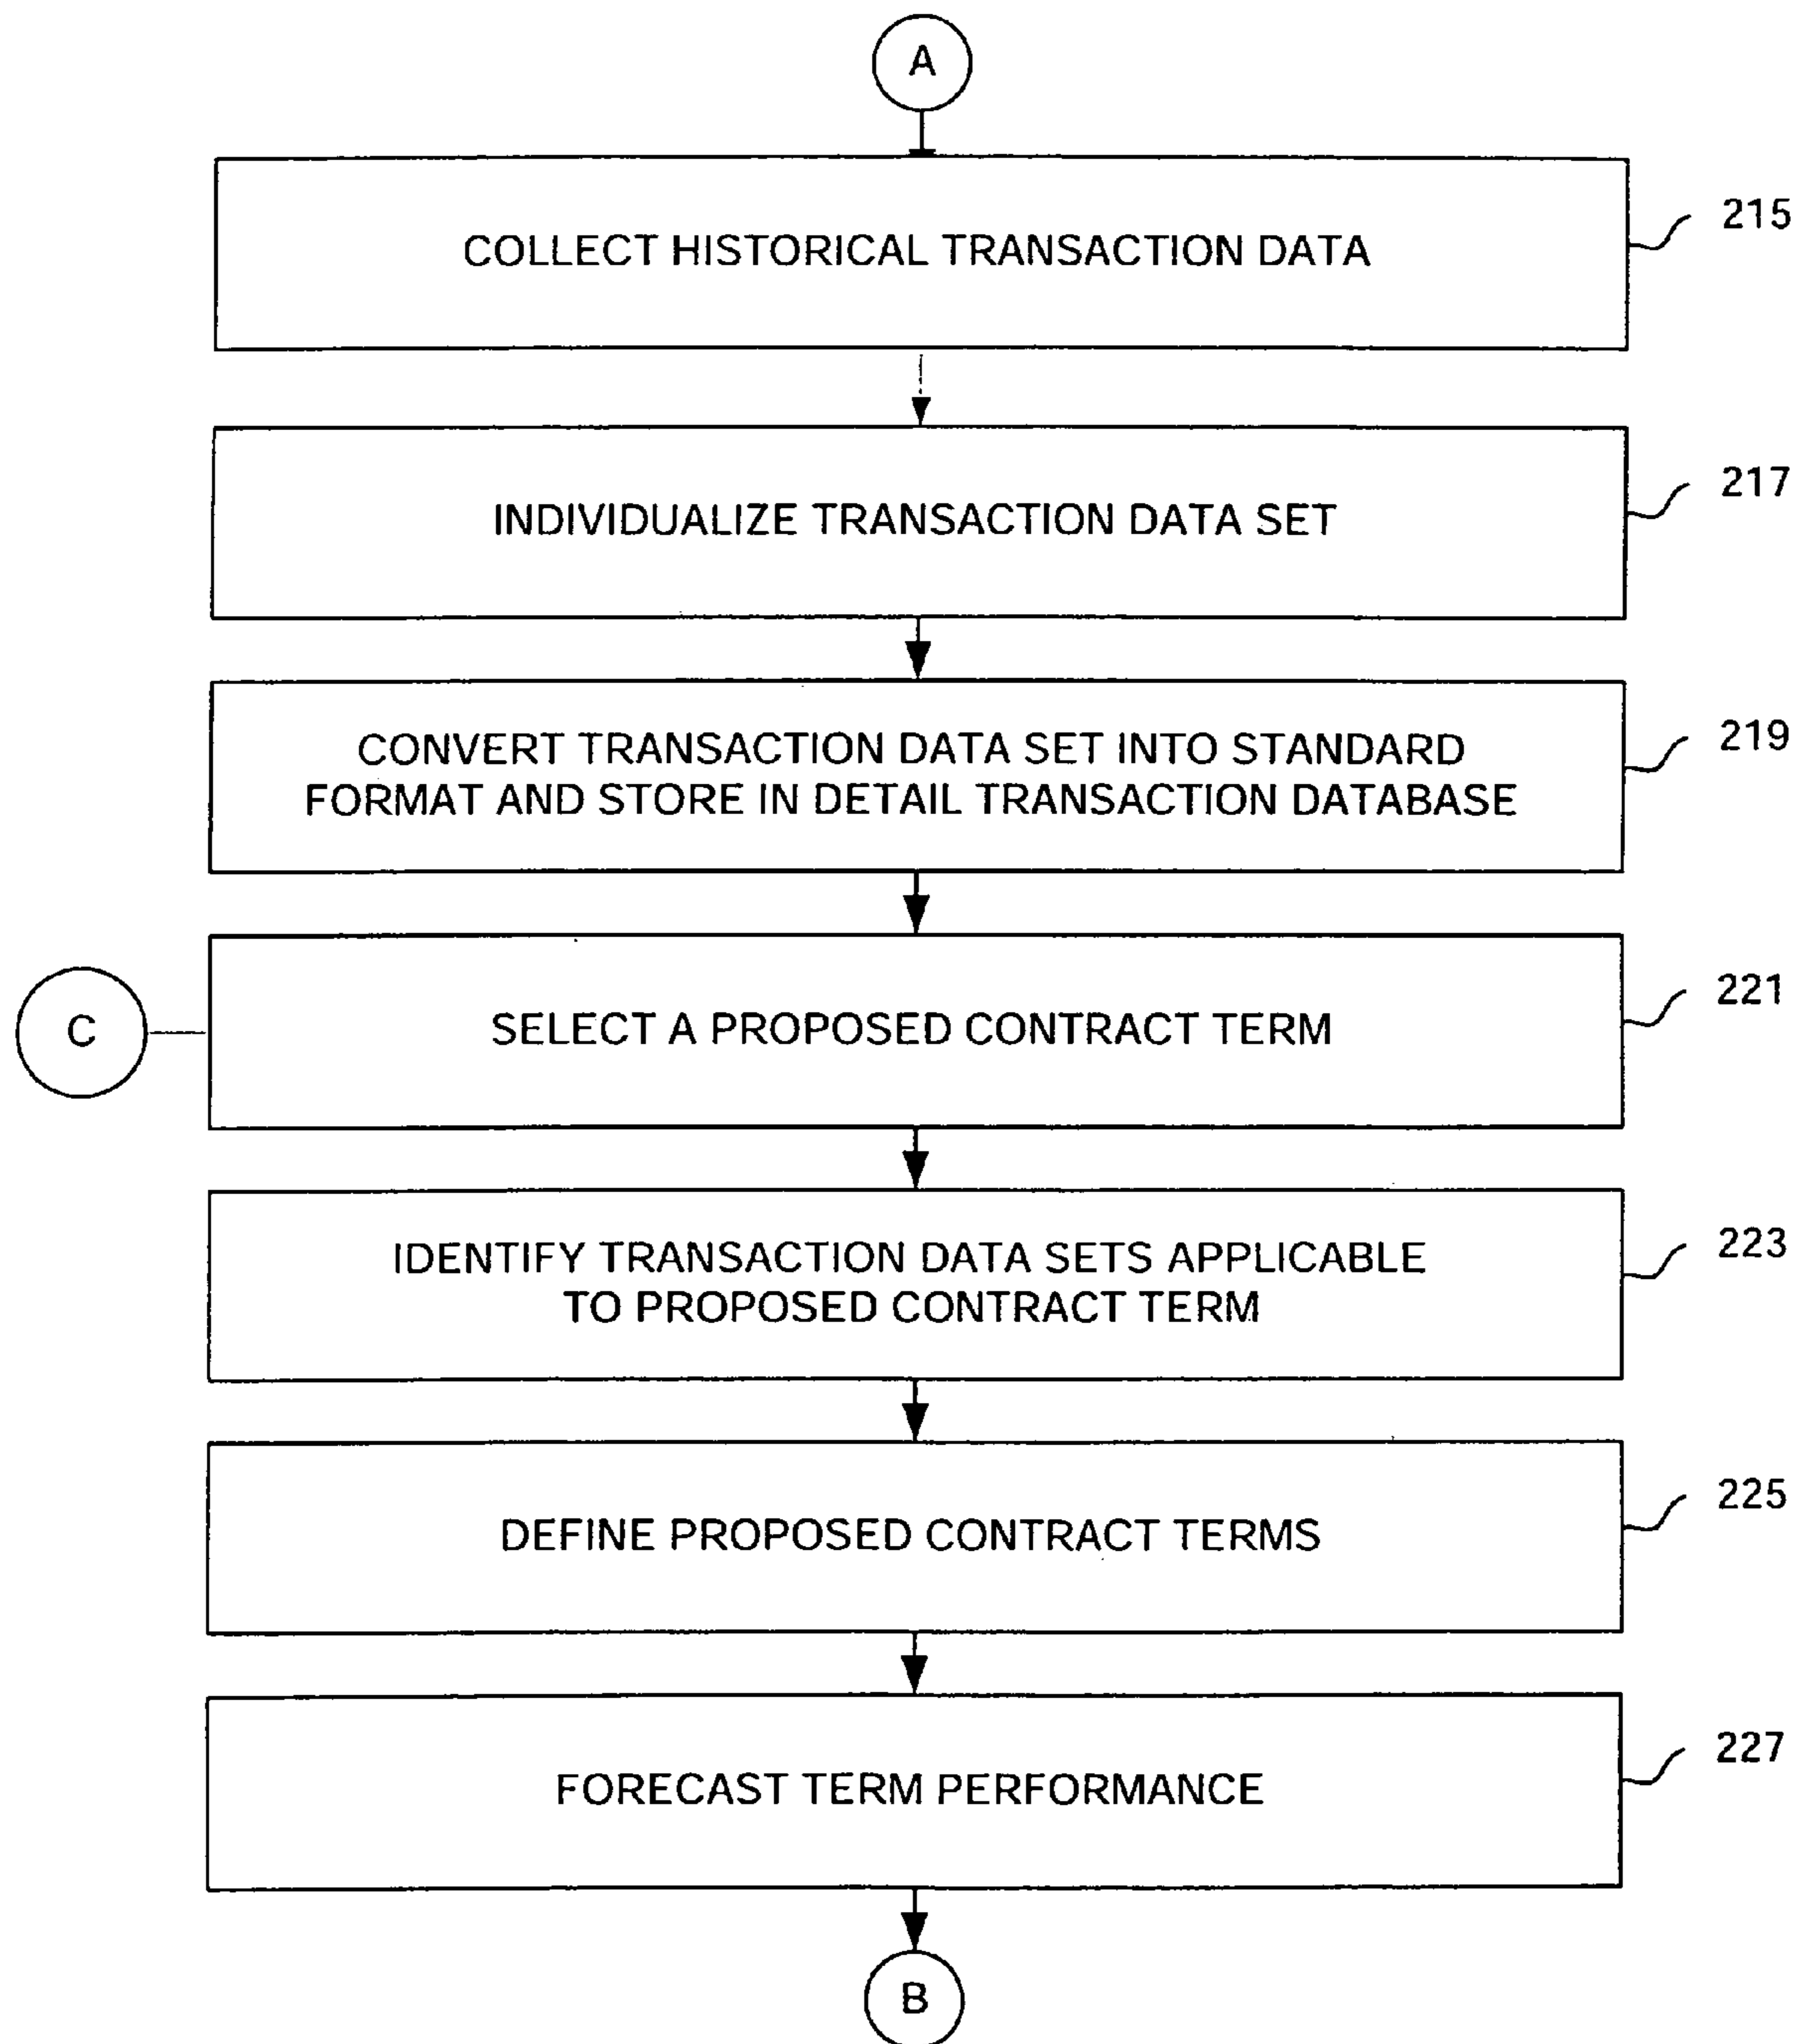 A
COLLECT HISTORICAL TRANSACTION DATA
215
INDIVIDUALIZE TRANSACTION DATA SET
217
CONVERT TRANSACTION DATA SET INTO STANDARD
FORMAT AND STORE IN DETAIL TRANSACTION DATABASE
219
C
SELECT A PROPOSED CONTRACT TERM
221
IDENTIFY TRANSACTION DATA SETS APPLICABLE
TO PROPOSED CONTRACT TERM
223
DEFINE PROPOSED CONTRACT TERMS
225
FORECAST TERM PERFORMANCE
227
B